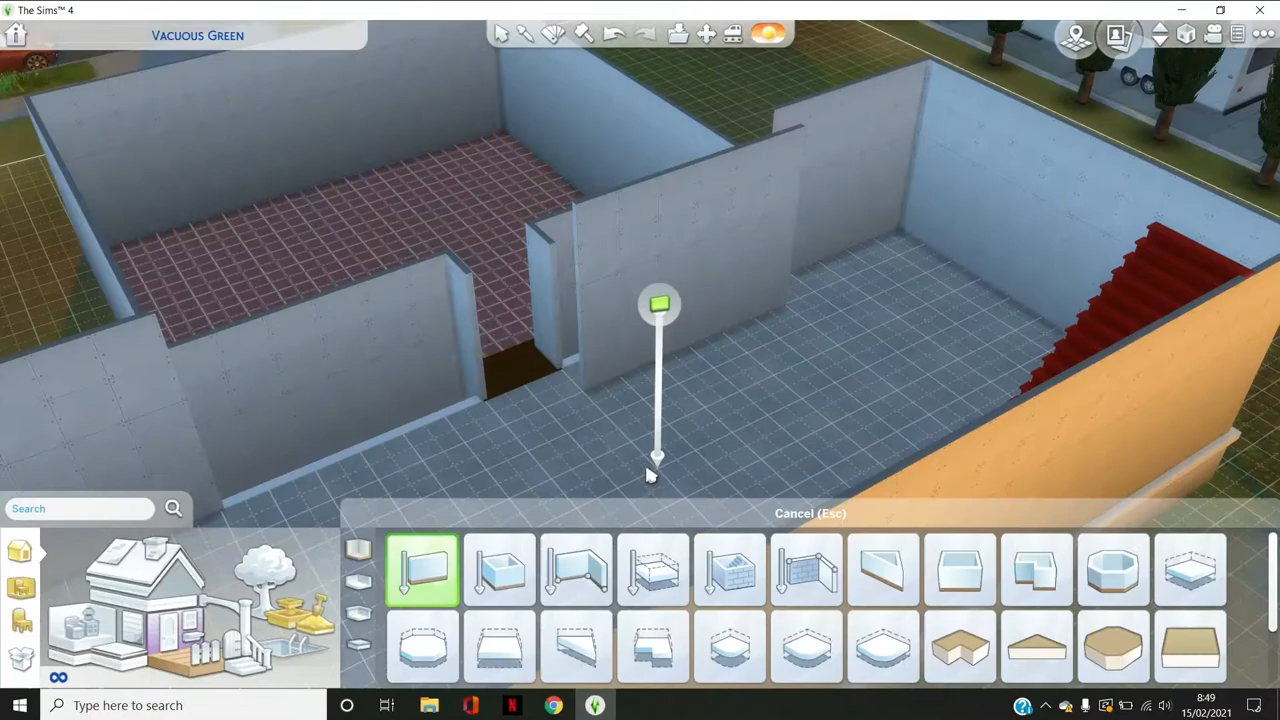 The Sims™ 4
VACUOUS GREEN
Search
Cancel (Esc)
Type here to search
N
8:49
15/02/2021